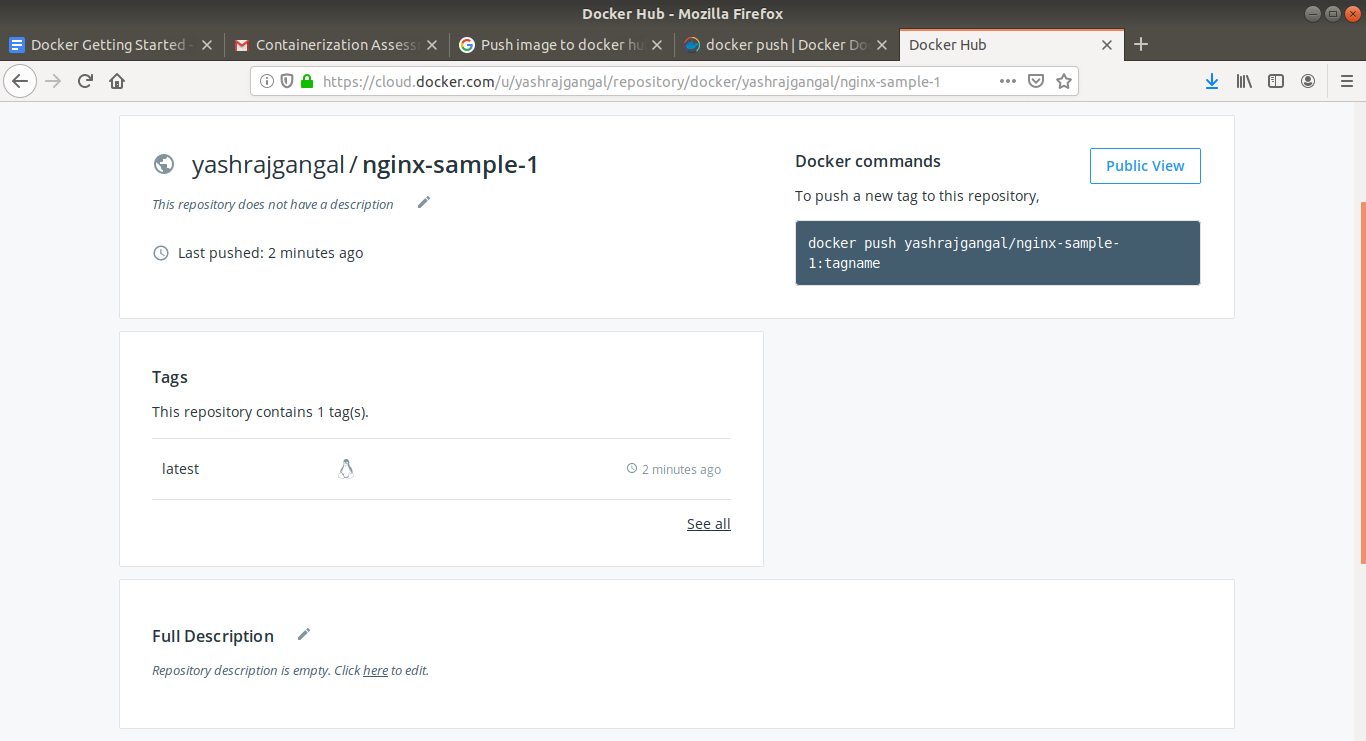 Docker Hub - Mozilla Firefox
Docker Getting Started -
Containerization Assess
Push image to docker hu
docker push | Docker Do
Docker Hub
https://cloud.docker.com/u/yashrajgangal/repository/docker/yashrajgangal/nginx-sample-1
yashrajgangal / nginx-sample-1
This repository does not have a description
Last pushed: 2 minutes ago
Docker commands
Public View
To push a new tag to this repository,
docker push yashrajgangal/nginx-sample-
1:tagname
Tags
This repository contains 1 tag(s).
latest
2 minutes ago
See all
Full Description
Repository description is empty. Click here to edit.